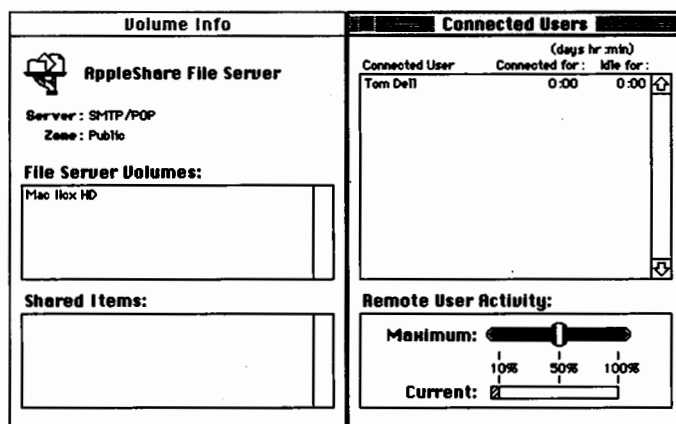 Volume Info
AppleShare File Server
Server: SMTP/POP
Zone: Public
File Server Volumes:
Mac IIcx HD
Shared Items:
Connected Users
(days hr:min)
Connected User Connected for: Idle for:
Tom Dell 0:00 0:00
Remote User Activity:
Maximum:
10% 50% 100%
Current: